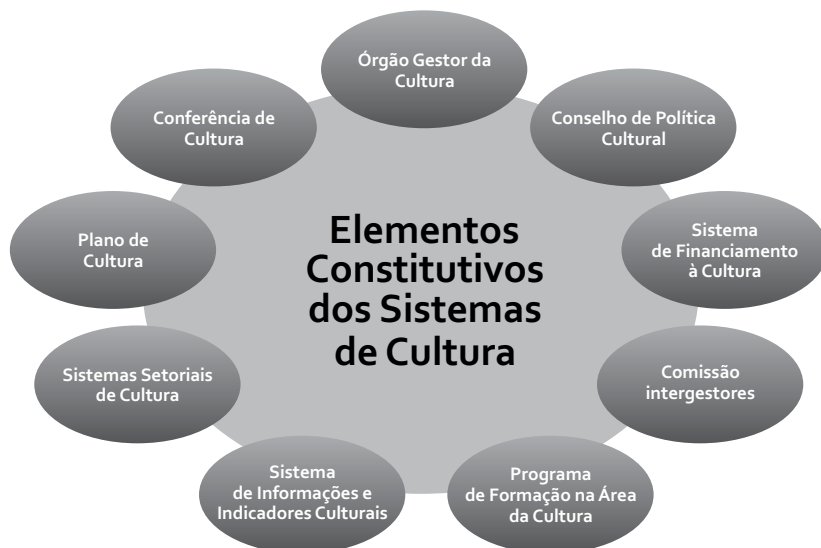 Órgão Gestor da
Cultura
Conferência de
Cultura
Conselho de Política
Cultural
Plano de
Cultura
Elementos
Constitutivos
dos Sistemas
de Cultura
Sistema
de Financiamento
à Cultura
Sistemas Setoriais
de Cultura
Comissão
intergestores
Sistema
de Informações e
Indicadores Culturais
Programa
de Formação na Área
da Cultura